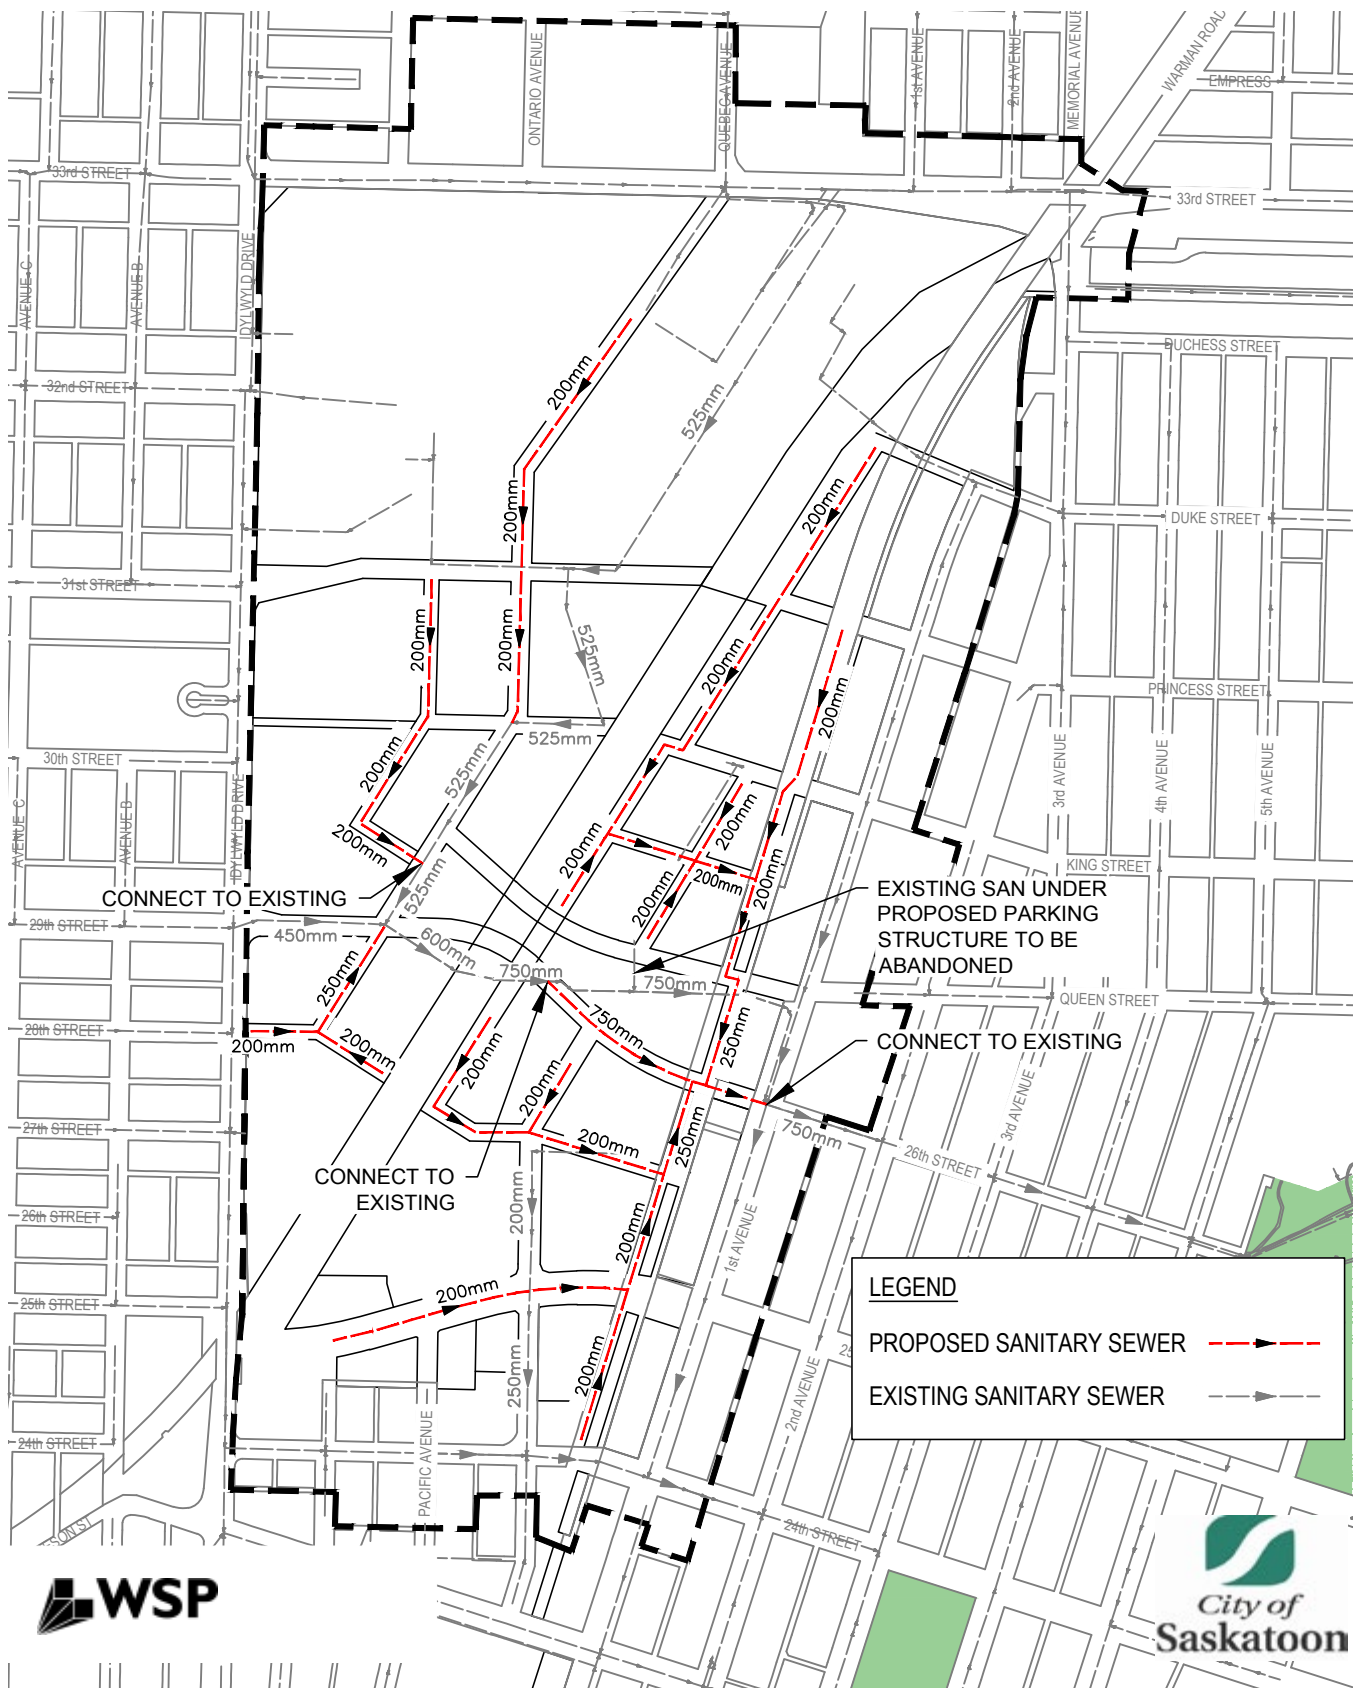 ONTARIO AVENUE
QUEBEC AVENUE
1st AVENUE
2nd AVENUE
MEMORIAL AVENUE
WARMAN ROAD
EMPRESS
33rd STREET
33rd STREET
AVENUE C
AVENUE B
IDYLWYLD DRIVE
DUCHESS STREET
32nd STREET
200mm
525mm
200mm
200mm
DUKE STREET
31st STREET
200mm
200mm
525mm
200mm
200mm
PRINCESS STREET
525mm
30th STREET
525mm
200mm
3rd AVENUE
4th AVENUE
5th AVENUE
AVENUE C
AVENUE B
IDYLWYLD DRIVE
200mm
200mm
200mm
200mm
200mm
200mm
KING STREET
CONNECT TO EXISTING
525mm
200mm
EXISTING SAN UNDER
PROPOSED PARKING
STRUCTURE TO BE
ABANDONED
29th STREET
450mm
600mm
750mm
750mm
250mm
QUEEN STREET
28th STREET
200mm
200mm
200mm
750mm
200mm
250mm
CONNECT TO EXISTING
27th STREET
200mm
250mm
750mm
3rd AVENUE
26th STREET
CONNECT TO
EXISTING
200mm
26th STREET
200mm
1st AVENUE
25th STREET
200mm
250mm
200mm
2nd AVENUE
25
LEGEND
PROPOSED SANITARY SEWER
EXISTING SANITARY SEWER
24th STREET
PACIFIC AVENUE
SON ST
24th STREET
WSP
City of
Saskatoon